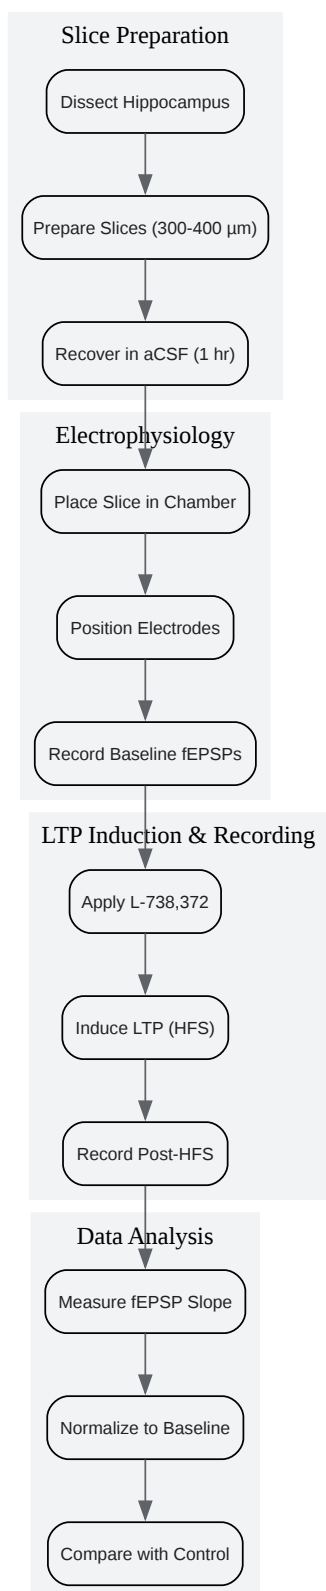 Slice Preparation
Dissect Hippocampus
Prepare Slices (300-400 µm)
Recover in aCSF (1 hr)
Electrophysiology
Place Slice in Chamber
Position Electrodes
Record Baseline fEPSPs
LTP Induction & Recording
Apply L-738,372
Induce LTP (HFS)
Record Post-HFS
Data Analysis
Measure fEPSP Slope
Normalize to Baseline
Compare with Control